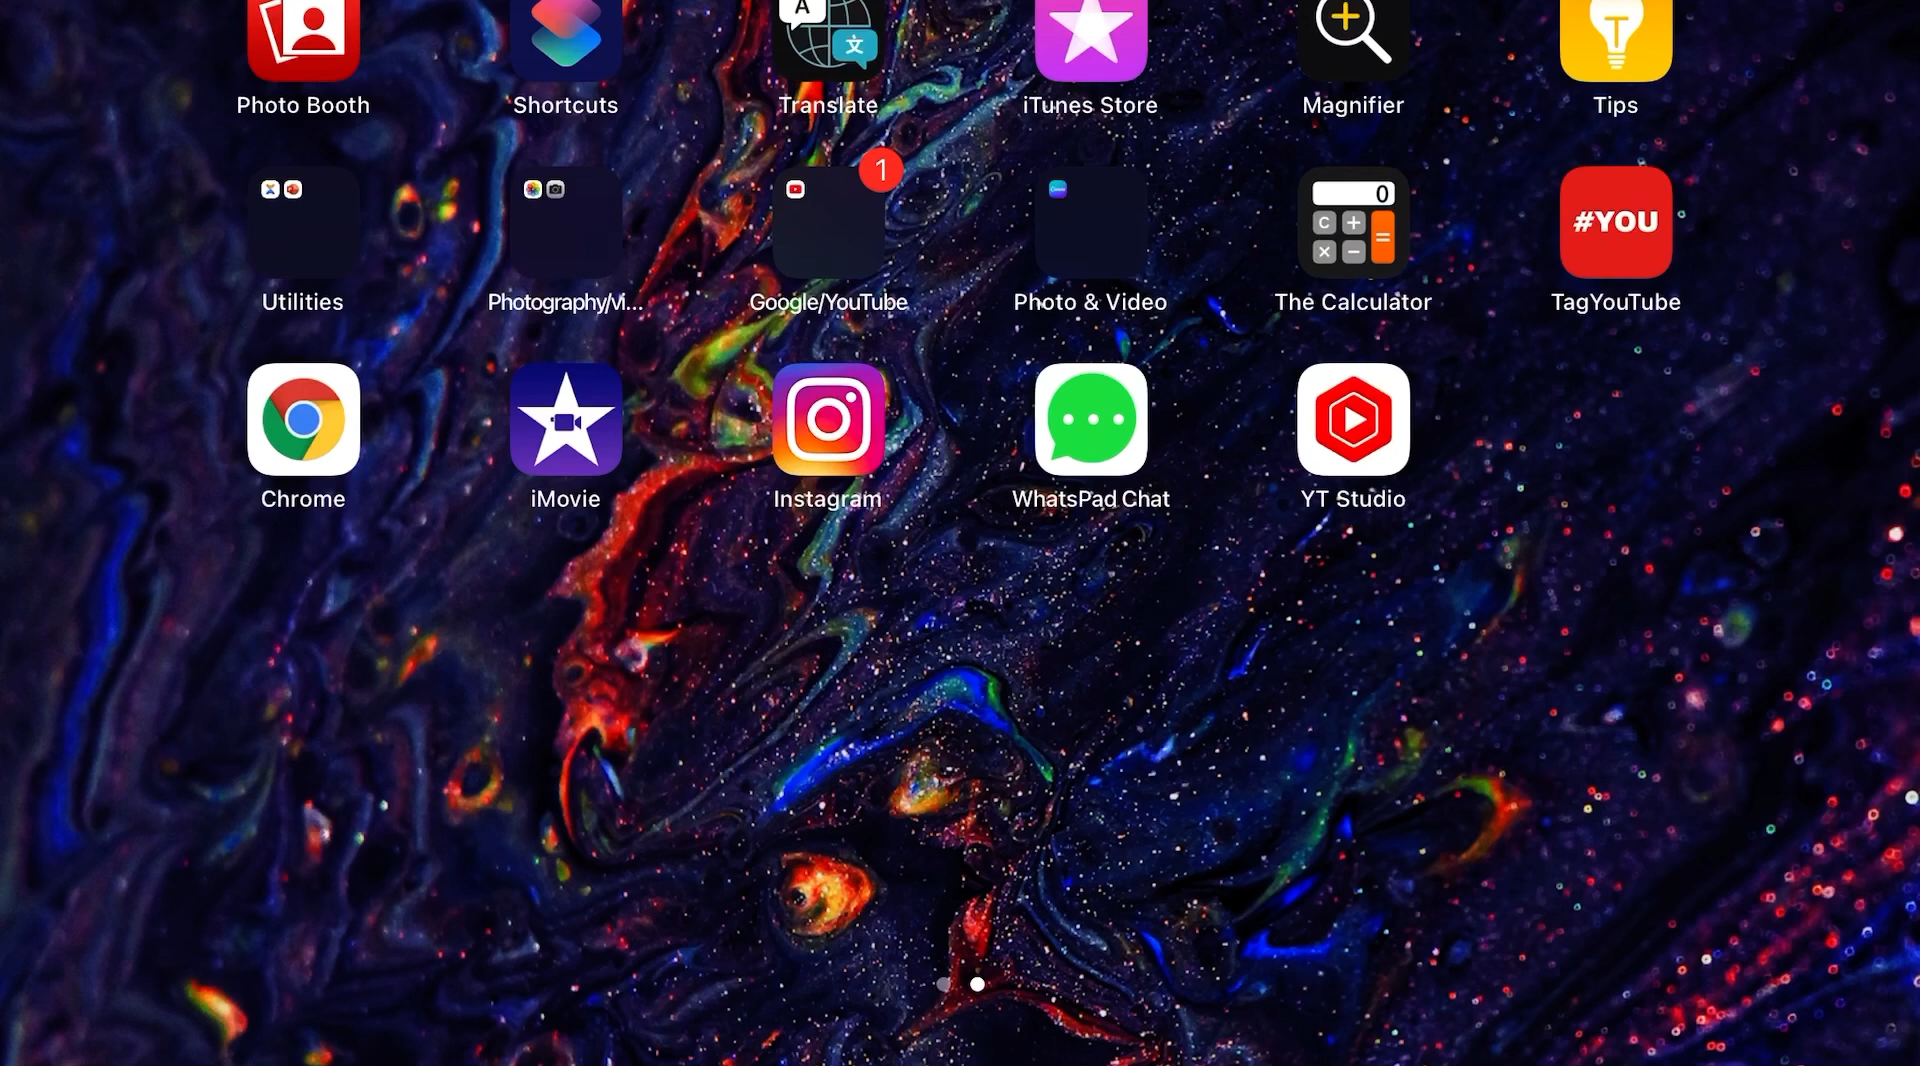 A
文
T
Photo Booth
Shortcuts
Translate
iTunes Store
Magnifier
Tips
1
0
C + = × −
#YOU
Utilities
Photography/vi...
Google/YouTube
Photo & Video
The Calculator
TagYouTube
Chrome
iMovie
Instagram
WhatsPad Chat
YT Studio